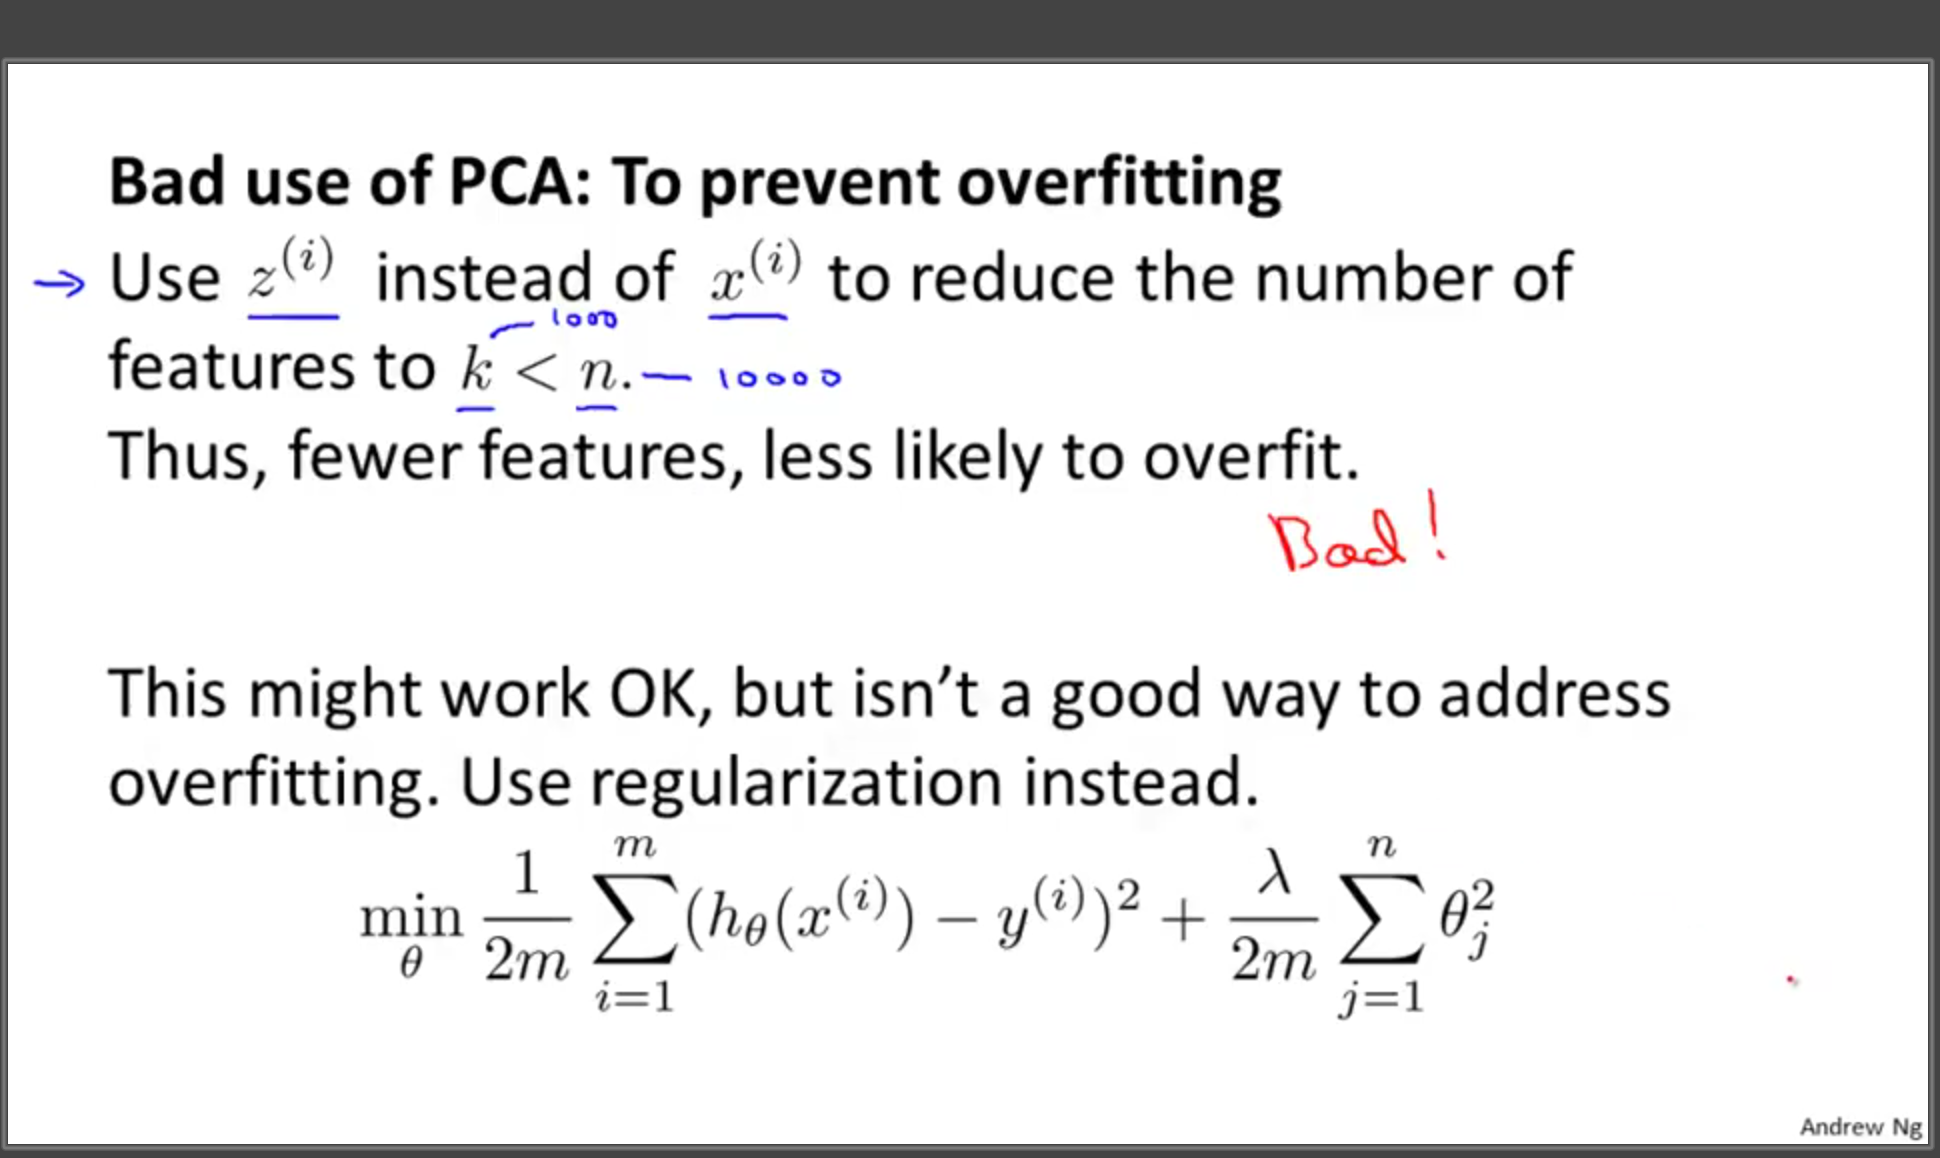 Bad use of PCA: To prevent overfitting
→ Use z^{(i)} instead of x^{(i)} to reduce the number of
1000
features to k < n. — 10000
Thus, fewer features, less likely to overfit.
Bad!
This might work OK, but isn’t a good way to address
overfitting. Use regularization instead.
\min_{\theta} \frac{1}{2m} \sum_{i=1}^{m} (h_\theta(x^{(i)}) - y^{(i)})^2 + \frac{\lambda}{2m} \sum_{j=1}^{n} \theta_j^2
Andrew Ng